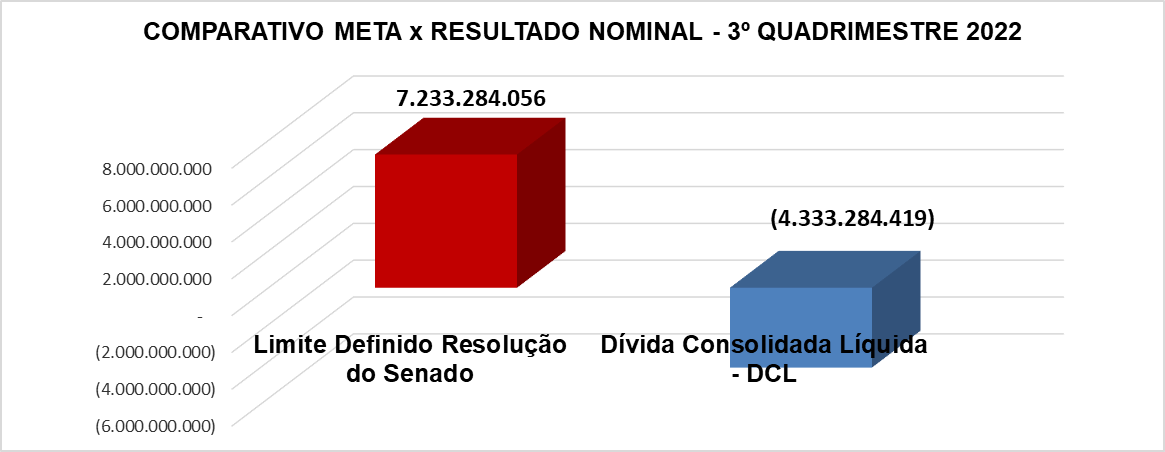 COMPARATIVO META x RESULTADO NOMINAL - 3º QUADRIMESTRE 2022
7.233.284.056
(4.333.284.419)
8.000.000.000
6.000.000.000
4.000.000.000
2.000.000.000
-
(2.000.000.000)
(4.000.000.000)
(6.000.000.000)
Limite Definido Resolução
do Senado
Dívida Consolidada Líquida
- DCL